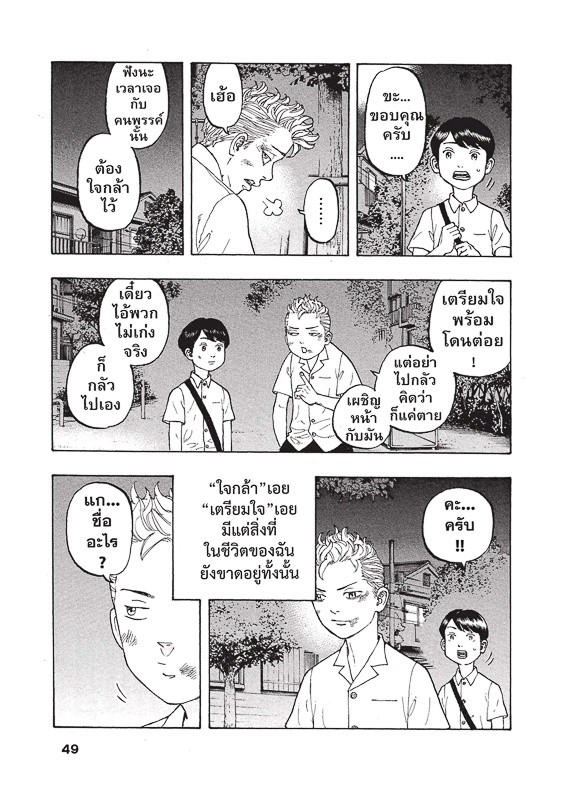 ขะ...
ขอบคุณ
ครับ
....
......
เฮ้อ
ฟังนะ
เวลาเจอ
กับ
คนพรรค์
นั้น
ต้อง
ใจกล้า
ไว้
เตรียมใจ
พร้อม
โดนต่อย
!
แต่อย่า
ไปกลัว
คิดว่า
ก็แค่ตาย
เผชิญ
หน้า
กับมัน
เดี๋ยว
ไอ้พวก
ไม่เก่ง
จริง
ก็
กลัว
ไปเอง
คะ...
ครับ
!!
“ใจกล้า”เอย
“เตรียมใจ”เอย
มีแต่สิ่งที่
ในชีวิตของฉัน
ยังขาดอยู่ทั้งนั้น
แก...
ชื่อ
อะไร
?
49